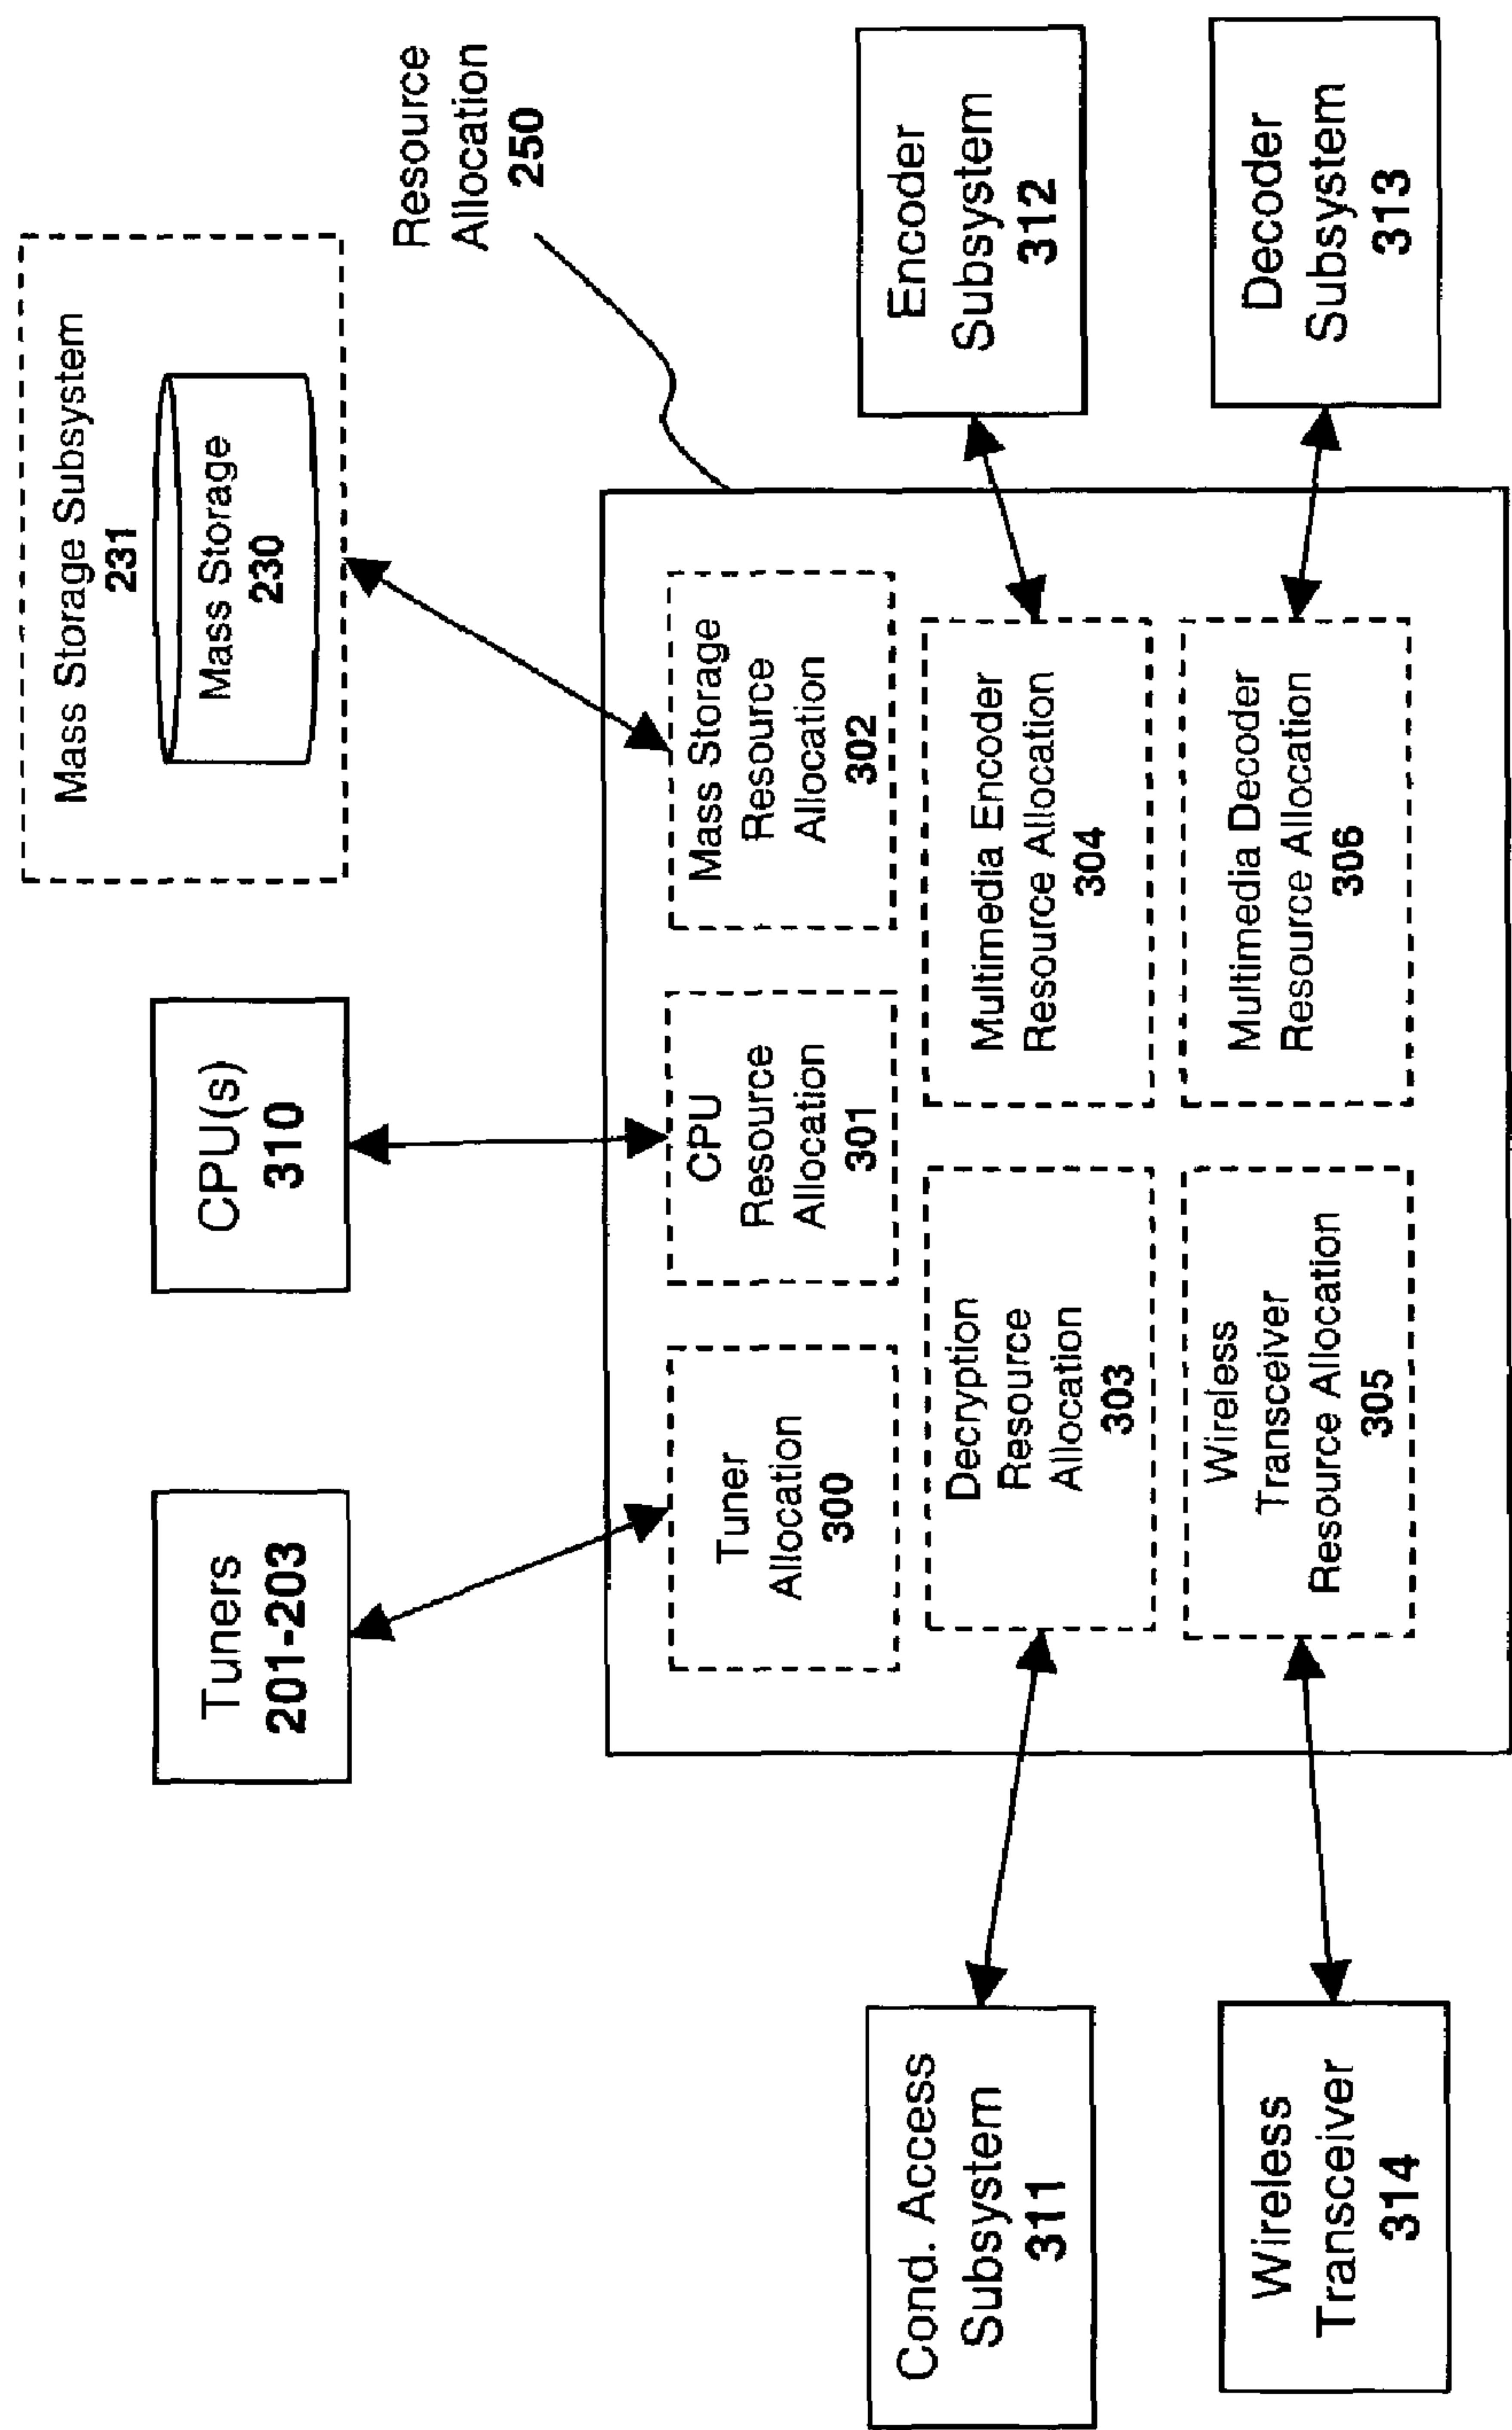 Mass Storage Subsystem
231
Mass Storage
230
CPU(s)
310
Tuners
201-203
Resource
Allocation
250
Tuner
Allocation
300
CPU
Resource
Allocation
301
Mass Storage
Resource
Allocation
302
Decryption
Resource
Allocation
303
Multimedia Encoder
Resource Allocation
304
Wireless
Transceiver
Resource Allocation
305
Multimedia Decoder
Resource Allocation
306
Cond. Access
Subsystem
311
Encoder
Subsystem
312
Wireless
Transceiver
314
Decoder
Subsystem
313